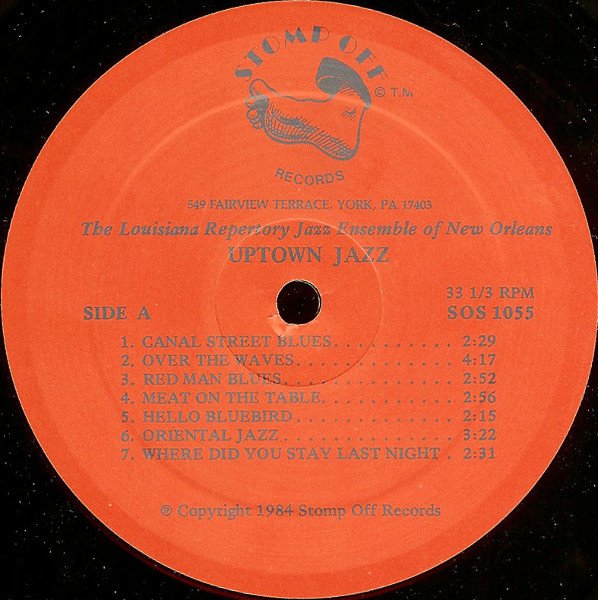 STOMP OFF
© T.M.
RECORDS
549 FAIRVIEW TERRACE, YORK, PA 17403
The Louisiana Repertory Jazz Ensemble of New Orleans
UPTOWN JAZZ
33 1/3 RPM
SIDE A SOS 1055
1. CANAL STREET BLUES . . . . . . . . . . 2:29
2. OVER THE WAVES . . . . . . . . . . . . . 4:17
3. RED MAN BLUES . . . . . . . . . . . . . . 2:52
4. MEAT ON THE TABLE . . . . . . . . . . . 2:56
5. HELLO BLUEBIRD . . . . . . . . . . . . . 2:15
6. ORIENTAL JAZZ . . . . . . . . . . . . . . 3:22
7. WHERE DID YOU STAY LAST NIGHT . 2:31
℗ Copyright 1984 Stomp Off Records